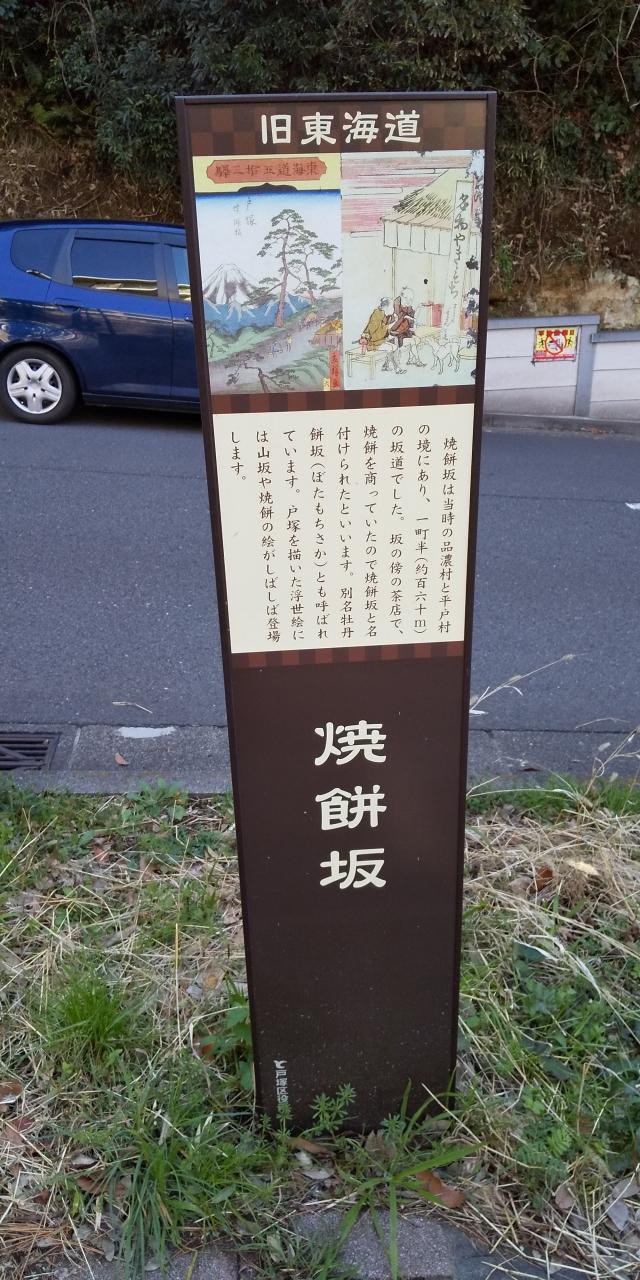 旧東海道
東海道五拾三驛
戸塚
名物やきもち
焼餅坂は当時の品濃村と平戸村
の境にあり、一町半(約百六十m)
の坂道でした。坂の傍の茶店で、
焼餅を商っていたので焼餅坂と名
付けられたといいます。別名牡丹
餅坂(ぼたもちさか)とも呼ばれ
ています。戸塚を描いた浮世絵に
は山坂や焼餅の絵がしばしば登場
します。
焼餅坂
戸塚区役